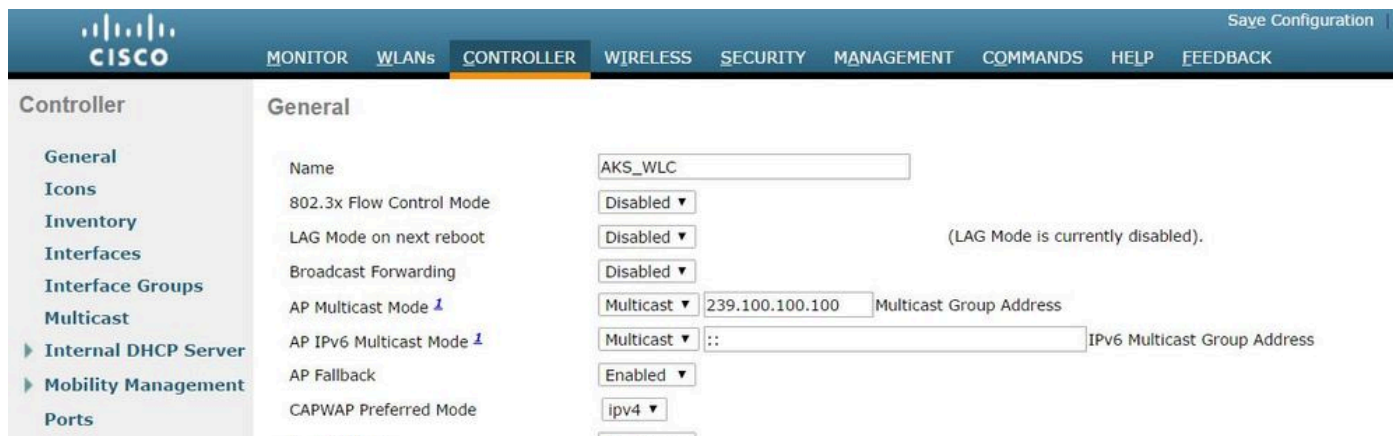 Save Configuration
CISCO
MONITOR WLANs CONTROLLER WIRELESS SECURITY MANAGEMENT COMMANDS HELP FEEDBACK
Controller
General
Icons
Inventory
Interfaces
Interface Groups
Multicast
Internal DHCP Server
Mobility Management
Ports
General
Name AKS_WLC
802.3x Flow Control Mode Disabled
LAG Mode on next reboot Disabled (LAG Mode is currently disabled).
Broadcast Forwarding Disabled
AP Multicast Mode 1 Multicast 239.100.100.100 Multicast Group Address
AP IPv6 Multicast Mode 1 Multicast :: IPv6 Multicast Group Address
AP Fallback Enabled
CAPWAP Preferred Mode ipv4